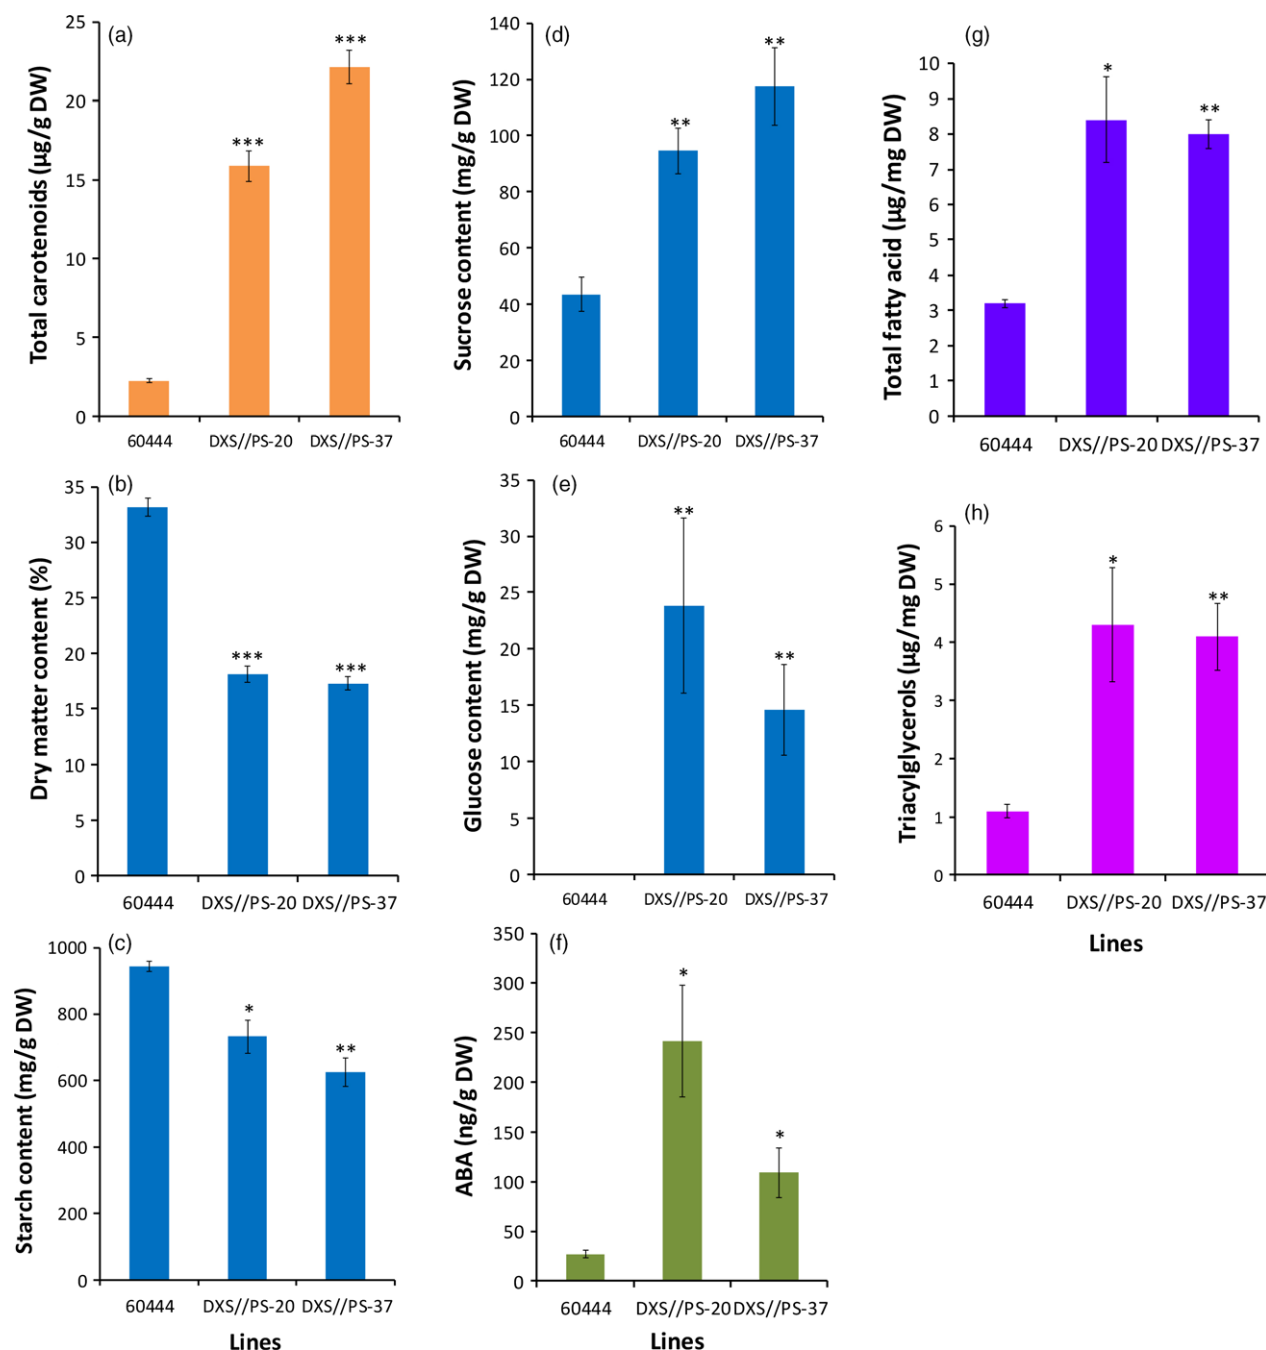 (a)
Total carotenoids (µg/g DW)
25
20
15
10
5
0
***
***
60444
DXS//PS-20
DXS//PS-37
(b)
Dry matter content (%)
35
30
25
20
15
10
5
0
***
***
60444
DXS//PS-20
DXS//PS-37
(c)
Starch content (mg/g DW)
1000
800
600
400
200
0
*
**
60444
DXS//PS-20
DXS//PS-37
Lines
(d)
Sucrose content (mg/g DW)
140
120
100
80
60
40
20
0
**
**
60444
DXS//PS-20
DXS//PS-37
(e)
Glucose content (mg/g DW)
35
30
25
20
15
10
5
0
**
**
60444
DXS//PS-20
DXS//PS-37
(f)
ABA (ng/g DW)
350
300
250
200
150
100
50
0
*
*
60444
DXS//PS-20
DXS//PS-37
Lines
(g)
Total fatty acid (µg/mg DW)
10
9
8
7
6
5
4
3
2
1
0
*
**
60444
DXS//PS-20
DXS//PS-37
(h)
Triacylglycerols (µg/mg DW)
6
5
4
3
2
1
0
*
**
60444
DXS//PS-20
DXS//PS-37
Lines